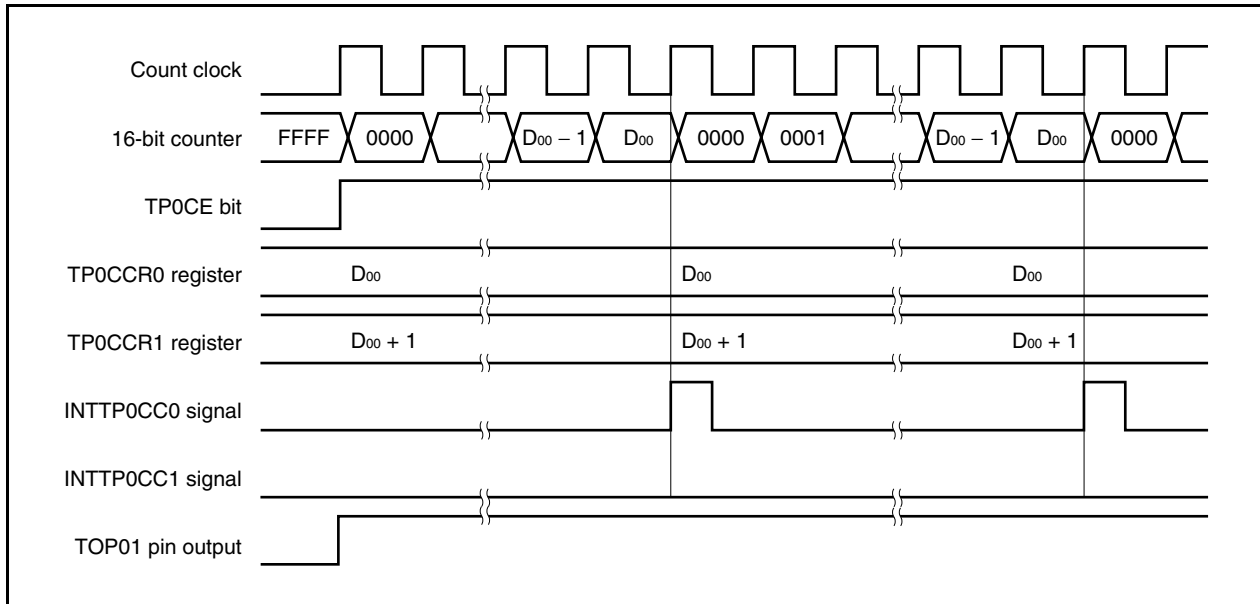 Count clock
16-bit counter FFFF 0000 D00 − 1 D00 0000 0001 D00 − 1 D00 0000
TP0CE bit
TP0CCR0 register D00 D00 D00
TP0CCR1 register D00 + 1 D00 + 1 D00 + 1
INTTP0CC0 signal
INTTP0CC1 signal
TOP01 pin output